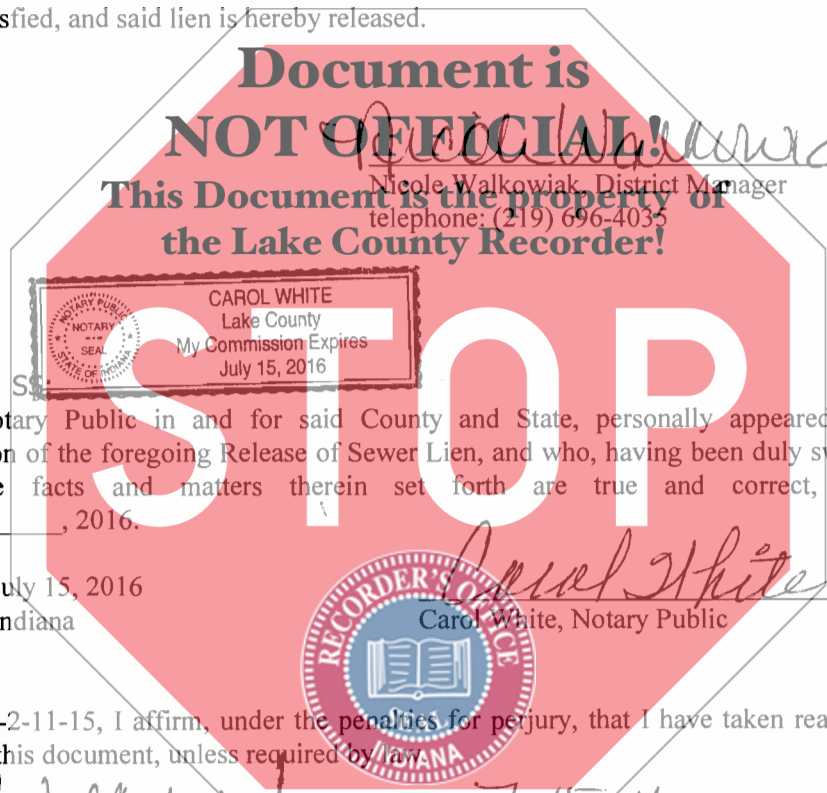 sfied, and said lien is hereby released.
Document is
NOT OFFICIAL!
Nicole Walkowiak, District Manager
This Document is the property of
telephone: (219) 696-4035
the Lake County Recorder!
NOTARY PUBLIC
NOTARY
SEAL
STATE OF INDIANA
CAROL WHITE
Lake County
My Commission Expires
July 15, 2016
STOP
SS:
otary Public in and for said County and State, personally appeared
on of the foregoing Release of Sewer Lien, and who, having been duly sw
e facts and matters therein set forth are true and correct,
, 2016.
Carol White
uly 15, 2016
ndiana
Carol White, Notary Public
RECORDER'S OFFICE
INDIANA
-2-11-15, I affirm, under the penalties for perjury, that I have taken rea
this document, unless required by law.